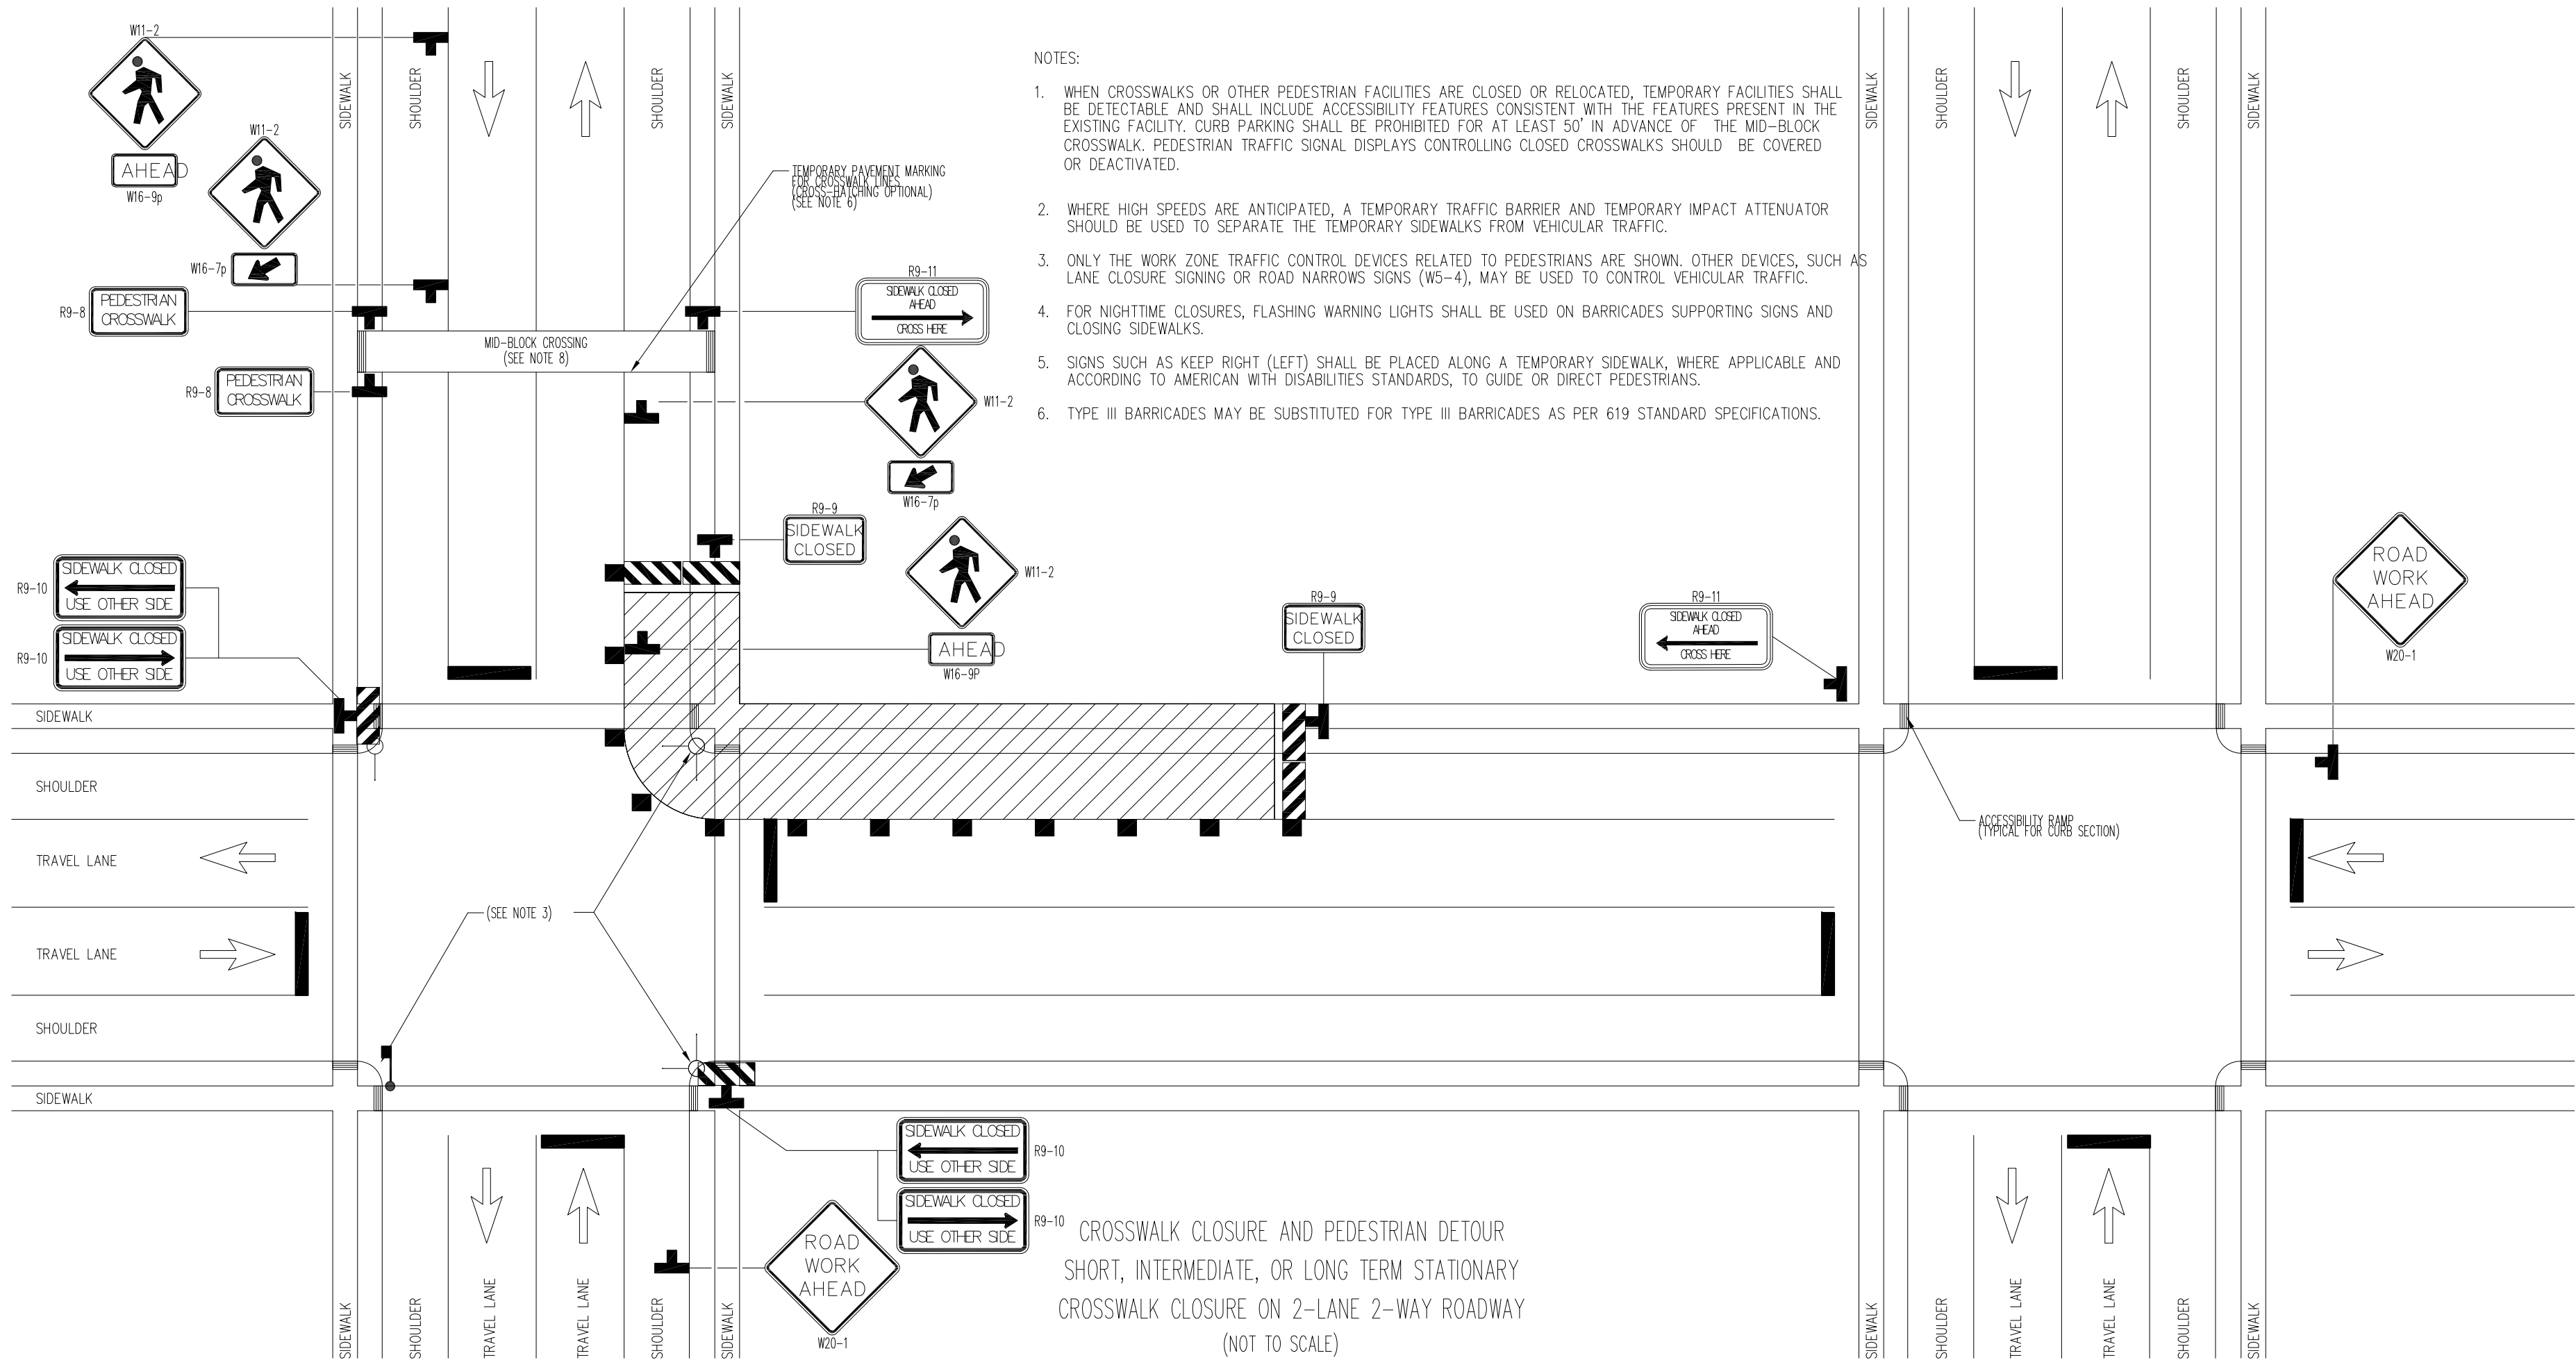 W11-2
AHEAD
W16-9p
W11-2
W16-7p
R9-8
PEDESTRIAN
CROSSWALK
R9-8
PEDESTRIAN
CROSSWALK
SIDEWALK
SHOULDER
SHOULDER
SIDEWALK
TEMPORARY PAVEMENT MARKING
FOR CROSSWALK LINES
(CROSS-HATCHING OPTIONAL)
(SEE NOTE 6)
MID-BLOCK CROSSING
(SEE NOTE 8)
R9-11
SIDEWALK CLOSED
AHEAD
CROSS HERE
W11-2
W16-7p
R9-9
SIDEWALK
CLOSED
W11-2
AHEAD
W16-9P
NOTES:
1. WHEN CROSSWALKS OR OTHER PEDESTRIAN FACILITIES ARE CLOSED OR RELOCATED, TEMPORARY FACILITIES SHALL
BE DETECTABLE AND SHALL INCLUDE ACCESSIBILITY FEATURES CONSISTENT WITH THE FEATURES PRESENT IN THE
EXISTING FACILITY. CURB PARKING SHALL BE PROHIBITED FOR AT LEAST 50' IN ADVANCE OF THE MID-BLOCK
CROSSWALK. PEDESTRIAN TRAFFIC SIGNAL DISPLAYS CONTROLLING CLOSED CROSSWALKS SHOULD BE COVERED
OR DEACTIVATED.
2. WHERE HIGH SPEEDS ARE ANTICIPATED, A TEMPORARY TRAFFIC BARRIER AND TEMPORARY IMPACT ATTENUATOR
SHOULD BE USED TO SEPARATE THE TEMPORARY SIDEWALKS FROM VEHICULAR TRAFFIC.
3. ONLY THE WORK ZONE TRAFFIC CONTROL DEVICES RELATED TO PEDESTRIANS ARE SHOWN. OTHER DEVICES, SUCH AS
LANE CLOSURE SIGNING OR ROAD NARROWS SIGNS (W5-4), MAY BE USED TO CONTROL VEHICULAR TRAFFIC.
4. FOR NIGHTTIME CLOSURES, FLASHING WARNING LIGHTS SHALL BE USED ON BARRICADES SUPPORTING SIGNS AND
CLOSING SIDEWALKS.
5. SIGNS SUCH AS KEEP RIGHT (LEFT) SHALL BE PLACED ALONG A TEMPORARY SIDEWALK, WHERE APPLICABLE AND
ACCORDING TO AMERICAN WITH DISABILITIES STANDARDS, TO GUIDE OR DIRECT PEDESTRIANS.
6. TYPE III BARRICADES MAY BE SUBSTITUTED FOR TYPE III BARRICADES AS PER 619 STANDARD SPECIFICATIONS.
SIDEWALK
SHOULDER
SHOULDER
SIDEWALK
R9-10
SIDEWALK CLOSED
USE OTHER SIDE
R9-10
SIDEWALK CLOSED
USE OTHER SIDE
R9-9
SIDEWALK
CLOSED
R9-11
SIDEWALK CLOSED
AHEAD
CROSS HERE
ROAD
WORK
AHEAD
W20-1
SIDEWALK
SHOULDER
TRAVEL LANE
TRAVEL LANE
SHOULDER
SIDEWALK
(SEE NOTE 3)
ACCESSIBILITY RAMP
(TYPICAL FOR CURB SECTION)
SIDEWALK CLOSED
USE OTHER SIDE
R9-10
SIDEWALK CLOSED
USE OTHER SIDE
R9-10
ROAD
WORK
AHEAD
W20-1
SIDEWALK
SHOULDER
TRAVEL LANE
TRAVEL LANE
SHOULDER
SIDEWALK
CROSSWALK CLOSURE AND PEDESTRIAN DETOUR
SHORT, INTERMEDIATE, OR LONG TERM STATIONARY
CROSSWALK CLOSURE ON 2-LANE 2-WAY ROADWAY
(NOT TO SCALE)
SIDEWALK
SHOULDER
TRAVEL LANE
TRAVEL LANE
SHOULDER
SIDEWALK